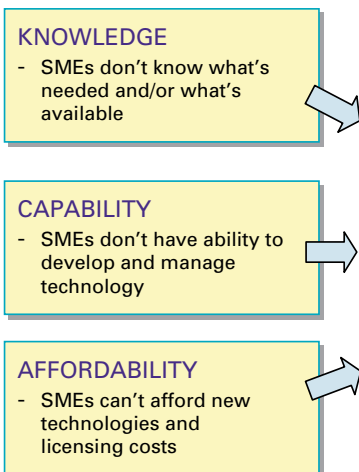 KNOWLEDGE
- SMEs don't know what's
needed and/or what's
available
CAPABILITY
- SMEs don't have ability to
develop and manage
technology
AFFORDABILITY
- SMEs can't afford new
technologies and
licensing costs